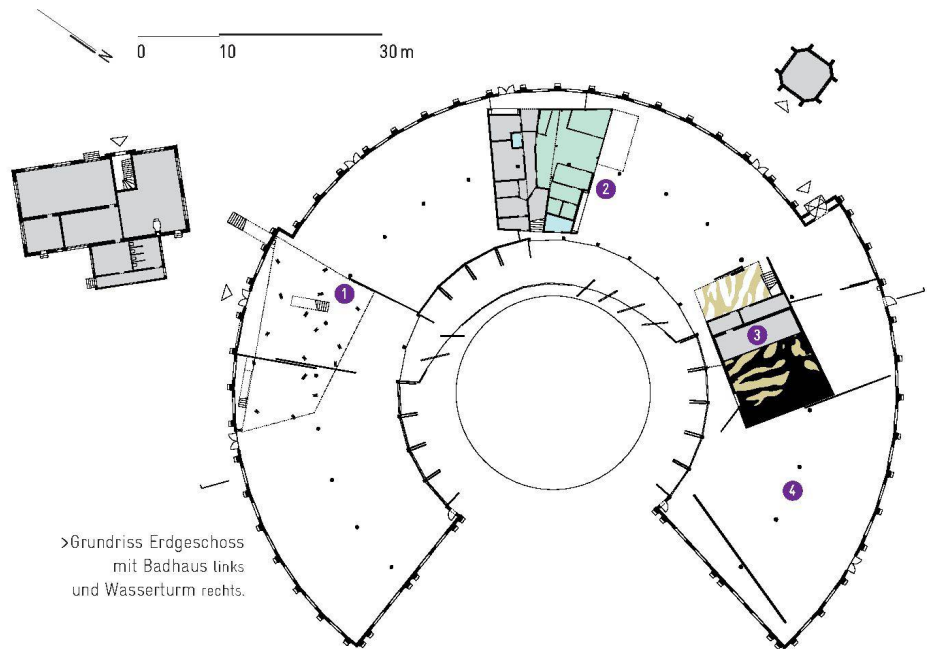 N
0 10 30 m
2
3
1
4
>Grundriss Erdgeschoss
mit Badhaus links
und Wasserturm rechts.